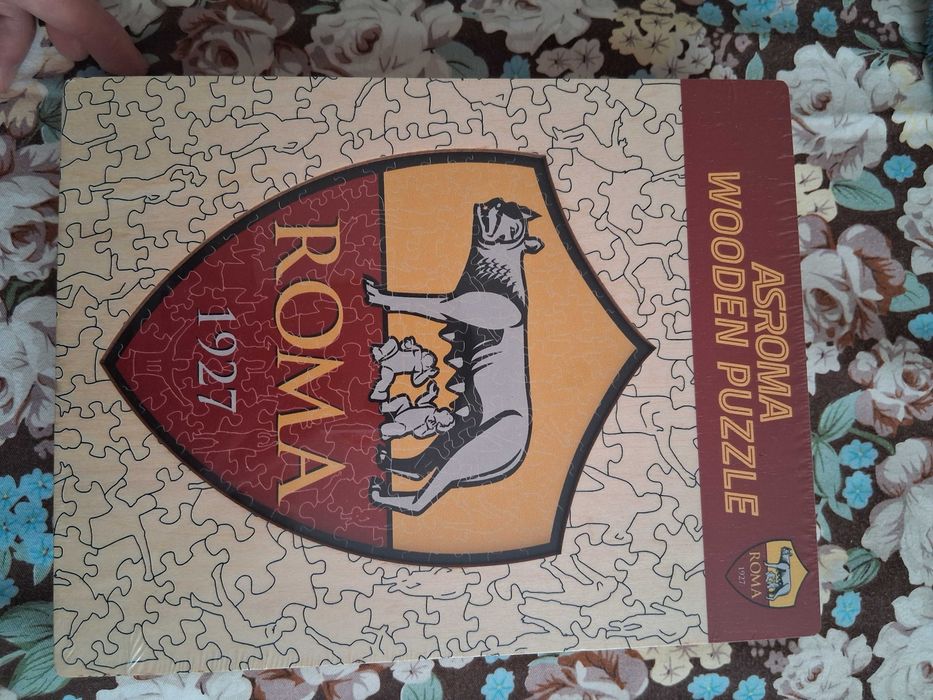 ASROMA
WOODEN PUZZLE
ROMA
1927
ROMA
1927